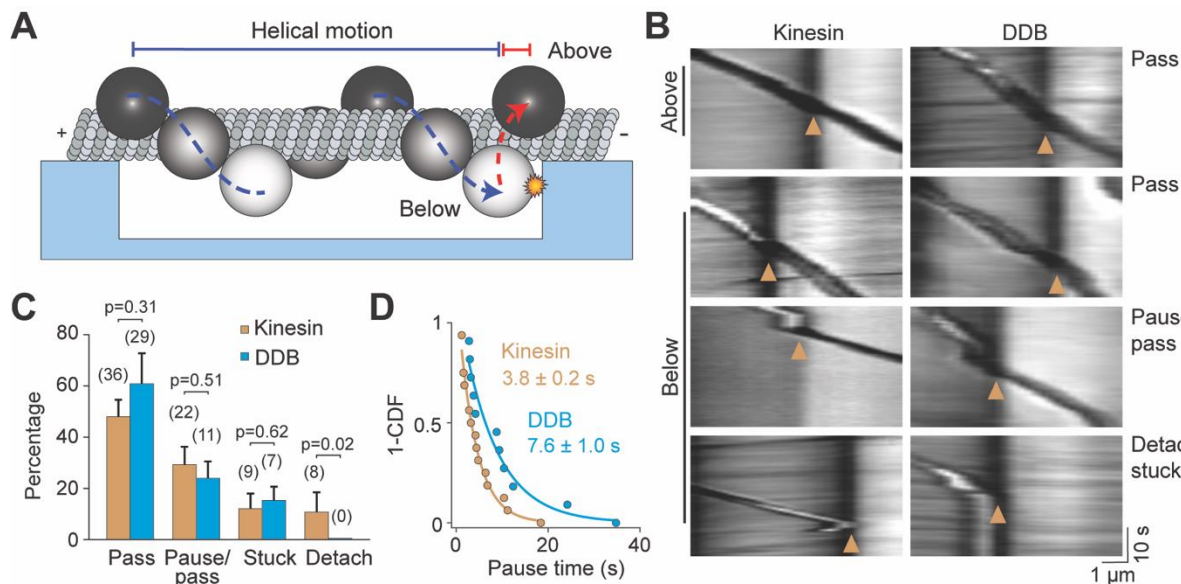 A
Helical motion
Above
+
−
Below
B
Kinesin
DDB
Above
Below
Pass
Pass
Pause
pass
Detac
stuck
10 s
1 µm
C
Kinesin
DDB
Percentage
80
60
40
20
0
p=0.31
(36)
(29)
p=0.51
(22)
(11)
p=0.62
(9)
(7)
p=0.02
(8)
(0)
Pass
Pause/
pass
Stuck
Detach
D
1-CDF
1
0.5
0
Kinesin
3.8 ± 0.2 s
DDB
7.6 ± 1.0 s
0
20
40
Pause time (s)